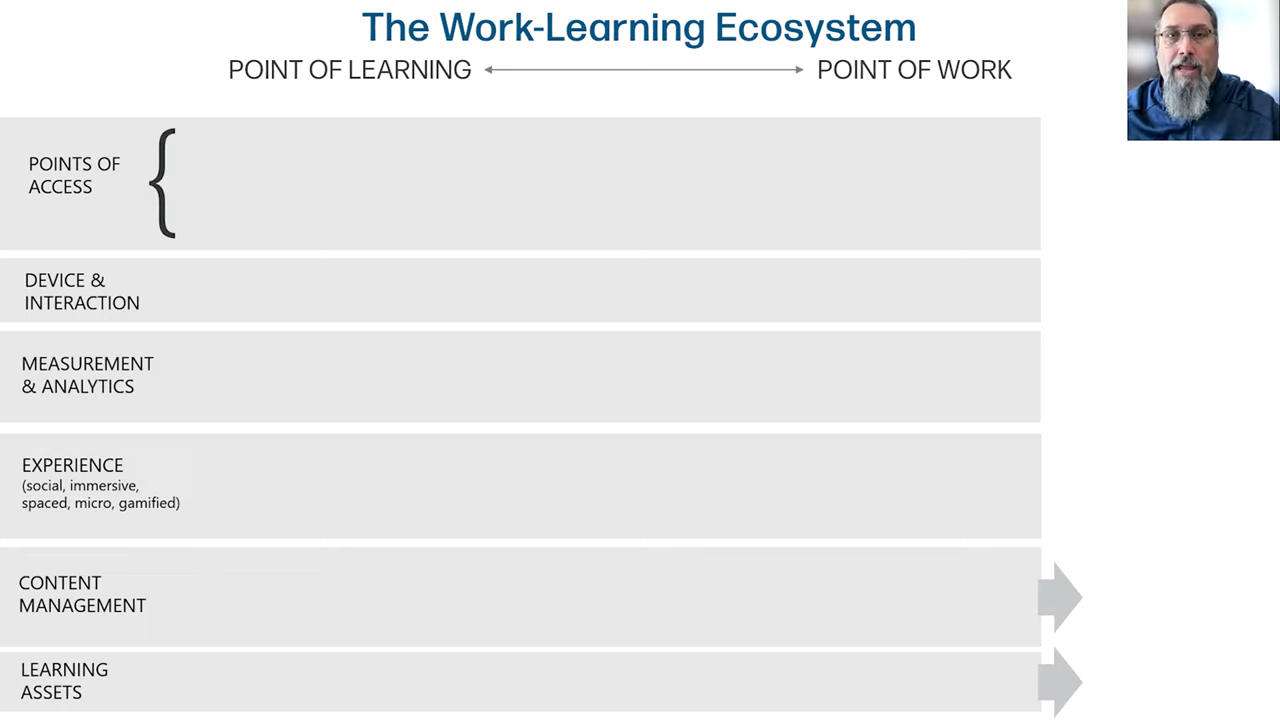 The Work-Learning Ecosystem
POINT OF LEARNING POINT OF WORK
POINTS OF
ACCESS
DEVICE &
INTERACTION
MEASUREMENT
& ANALYTICS
EXPERIENCE
(social, immersive,
spaced, micro, gamified)
CONTENT
MANAGEMENT
LEARNING
ASSETS